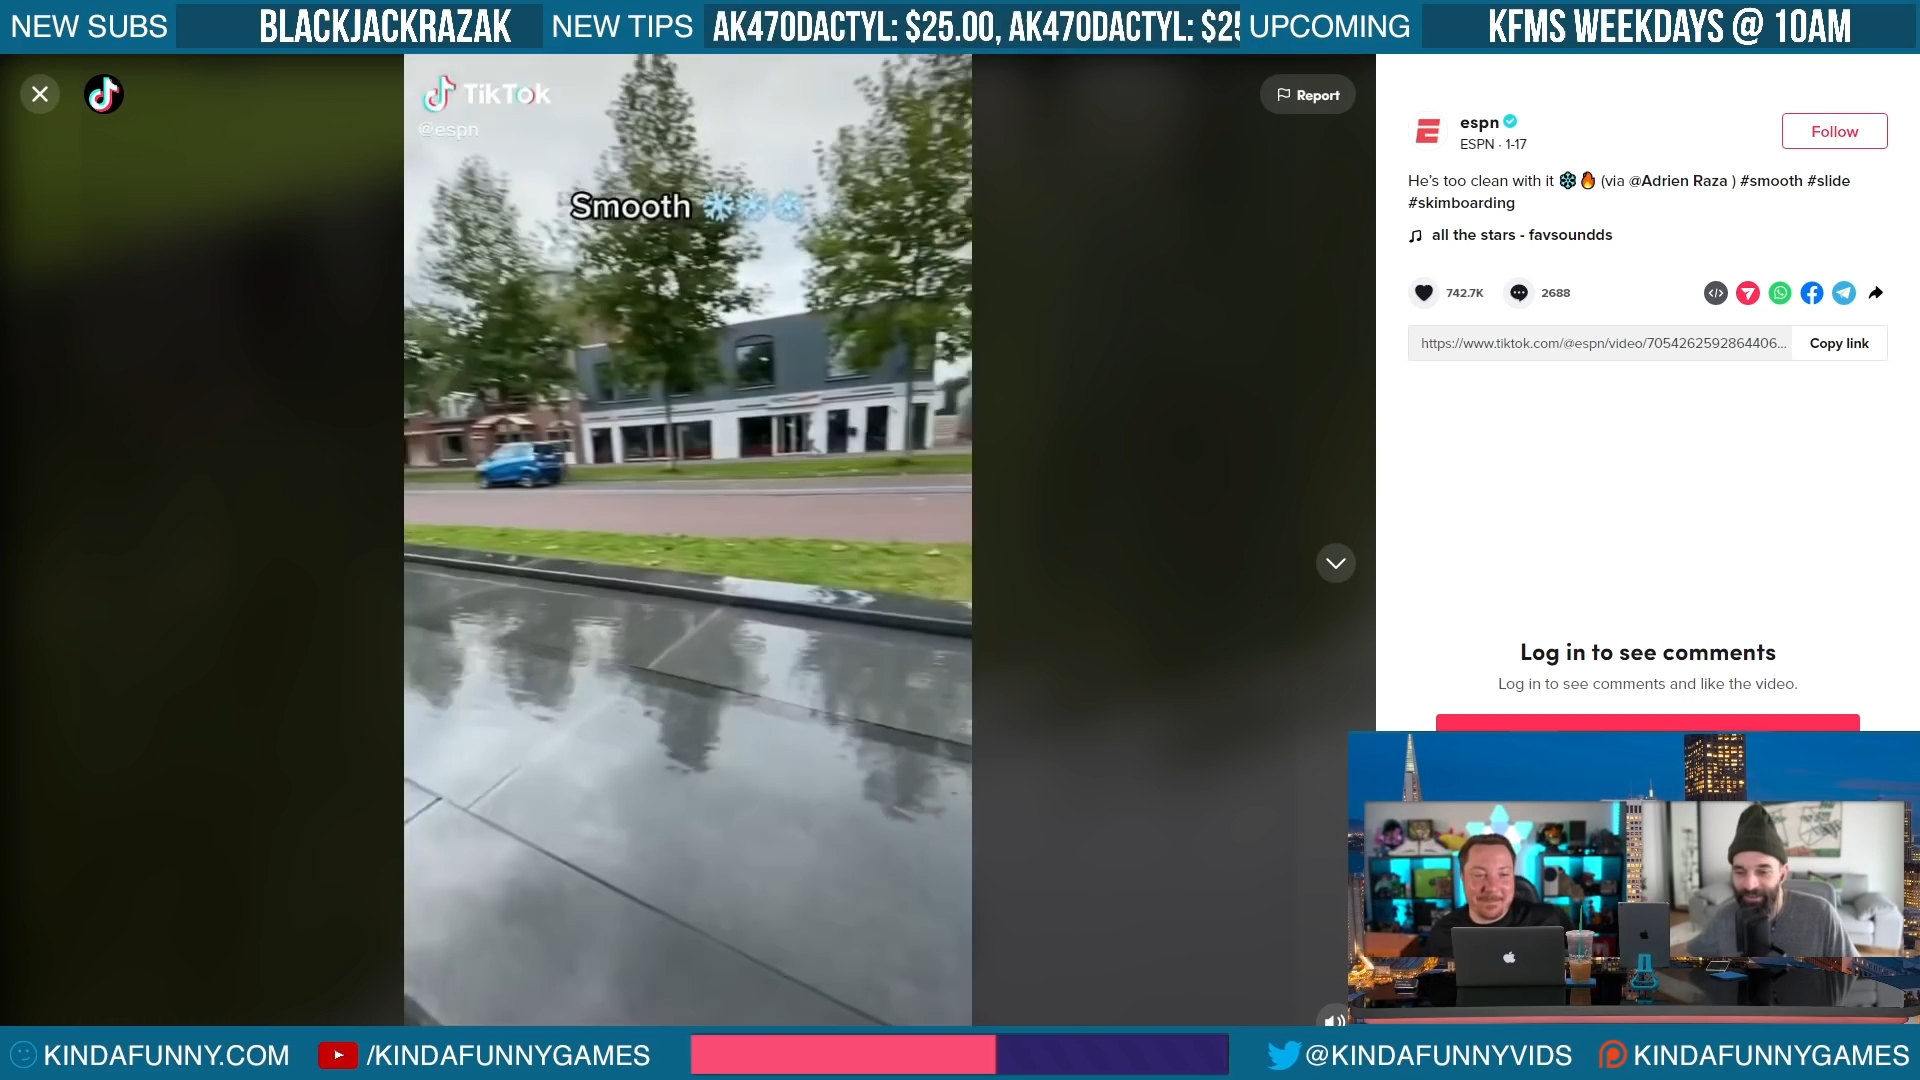 NEW SUBS
BLACKJACKRAZAK
NEW TIPS
AK470DACTYL: $25.00, AK470DACTYL: $25
UPCOMING
KFMS WEEKDAYS @ 10AM
TikTok
@espn
Smooth
Report
espn
ESPN · 1-17
Follow
He's too clean with it (via @Adrien Raza ) #smooth #slide
#skimboarding
all the stars - favsoundds
742.7K
2688
https://www.tiktok.com/@espn/video/7054262592864406...
Copy link
Log in to see comments
Log in to see comments and like the video.
KINDAFUNNY.COM
/KINDAFUNNYGAMES
@KINDAFUNNYVIDS
KINDAFUNNYGAMES